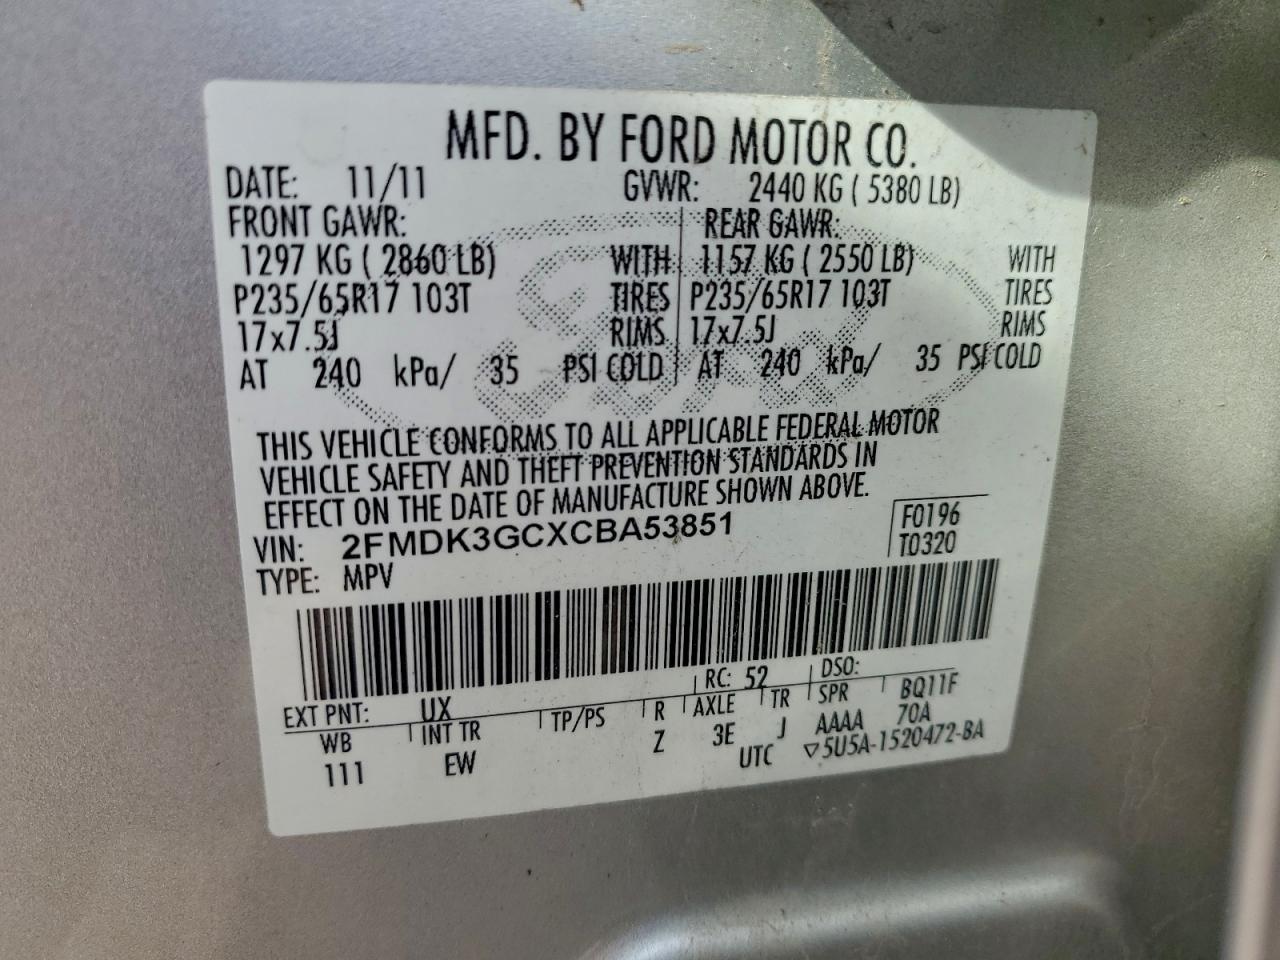 MFD. BY FORD MOTOR CO.
DATE: 11/11 GVWR: 2440 KG ( 5380 LB)
FRONT GAWR: REAR GAWR:
1297 KG ( 2860 LB) WITH 1157 KG ( 2550 LB) WITH
P235/65R17 103T TIRES P235/65R17 103T TIRES
17x7.5J RIMS 17x7.5J RIMS
AT 240 kPa/ 35 PSI COLD AT 240 kPa/ 35 PSI COLD
THIS VEHICLE CONFORMS TO ALL APPLICABLE FEDERAL MOTOR
VEHICLE SAFETY AND THEFT PREVENTION STANDARDS IN
EFFECT ON THE DATE OF MANUFACTURE SHOWN ABOVE.
VIN: 2FMDK3GCXCBA53851 F0196
TYPE: MPV T0320
EXT PNT: UX RC: 52 DSO:
WB INT TR TP/PS R AXLE TR SPR BQ11F
111 EW Z 3E J AAAA 70A
UTC ▽5U5A-1520472-BA